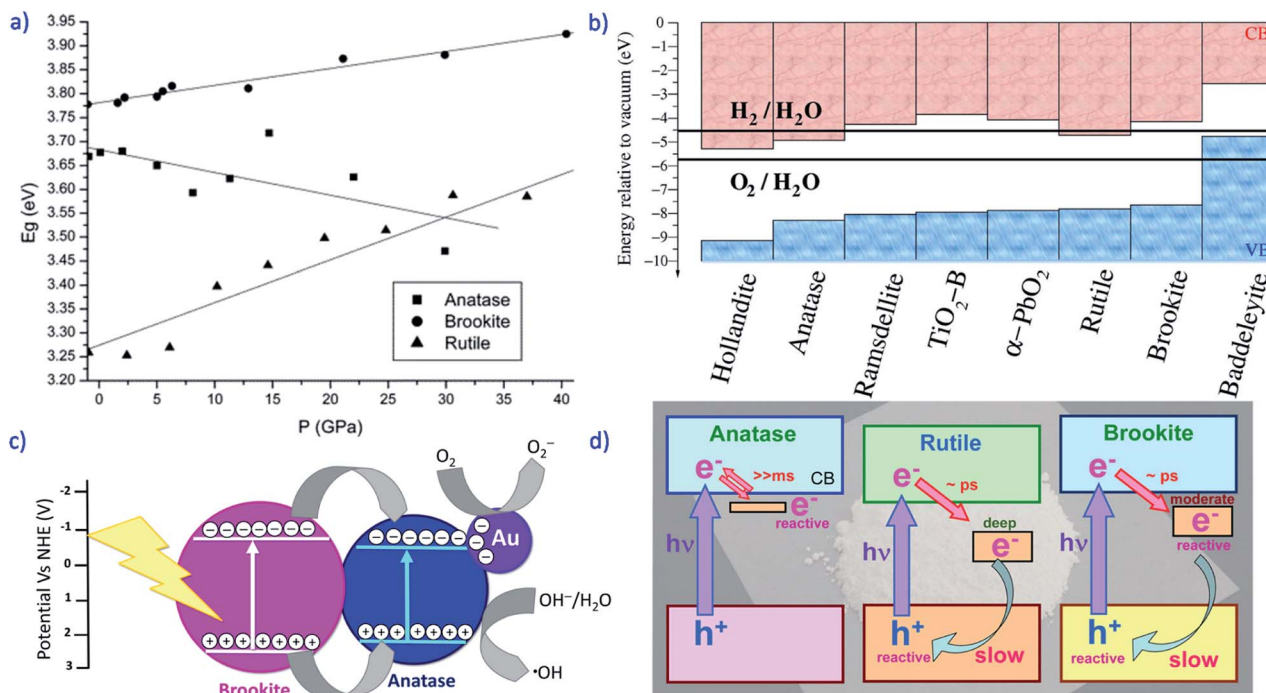 a)
3.95
3.90
3.85
3.80
3.75
3.70
3.65
3.60
3.55
3.50
3.45
3.40
3.35
3.30
3.25
3.20
Eg (eV)
Anatase
Brookite
Rutile
0 5 10 15 20 25 30 35 40
P (GPa)
b)
Energy relative to vacuum (eV)
0
−1
−2
−3
−4
−5
−6
−7
−8
−9
−10
CB
H₂ / H₂O
O₂ / H₂O
VB
Hollandite
Anatase
Ramsdellite
TiO₂–B
α–PbO₂
Rutile
Brookite
Baddeleyite
c)
Potential Vs NHE (V)
-2
-1
0
1
2
3
O₂ O₂⁻
Au
OH⁻/H₂O
•OH
Brookite
Anatase
d)
Anatase
e⁻
>>ms
CB
e⁻
reactive
hν
h⁺
Rutile
e⁻
~ ps
deep
e⁻
hν
h⁺
reactive
slow
Brookite
e⁻
~ ps
moderate
e⁻
reactive
hν
h⁺
reactive
slow